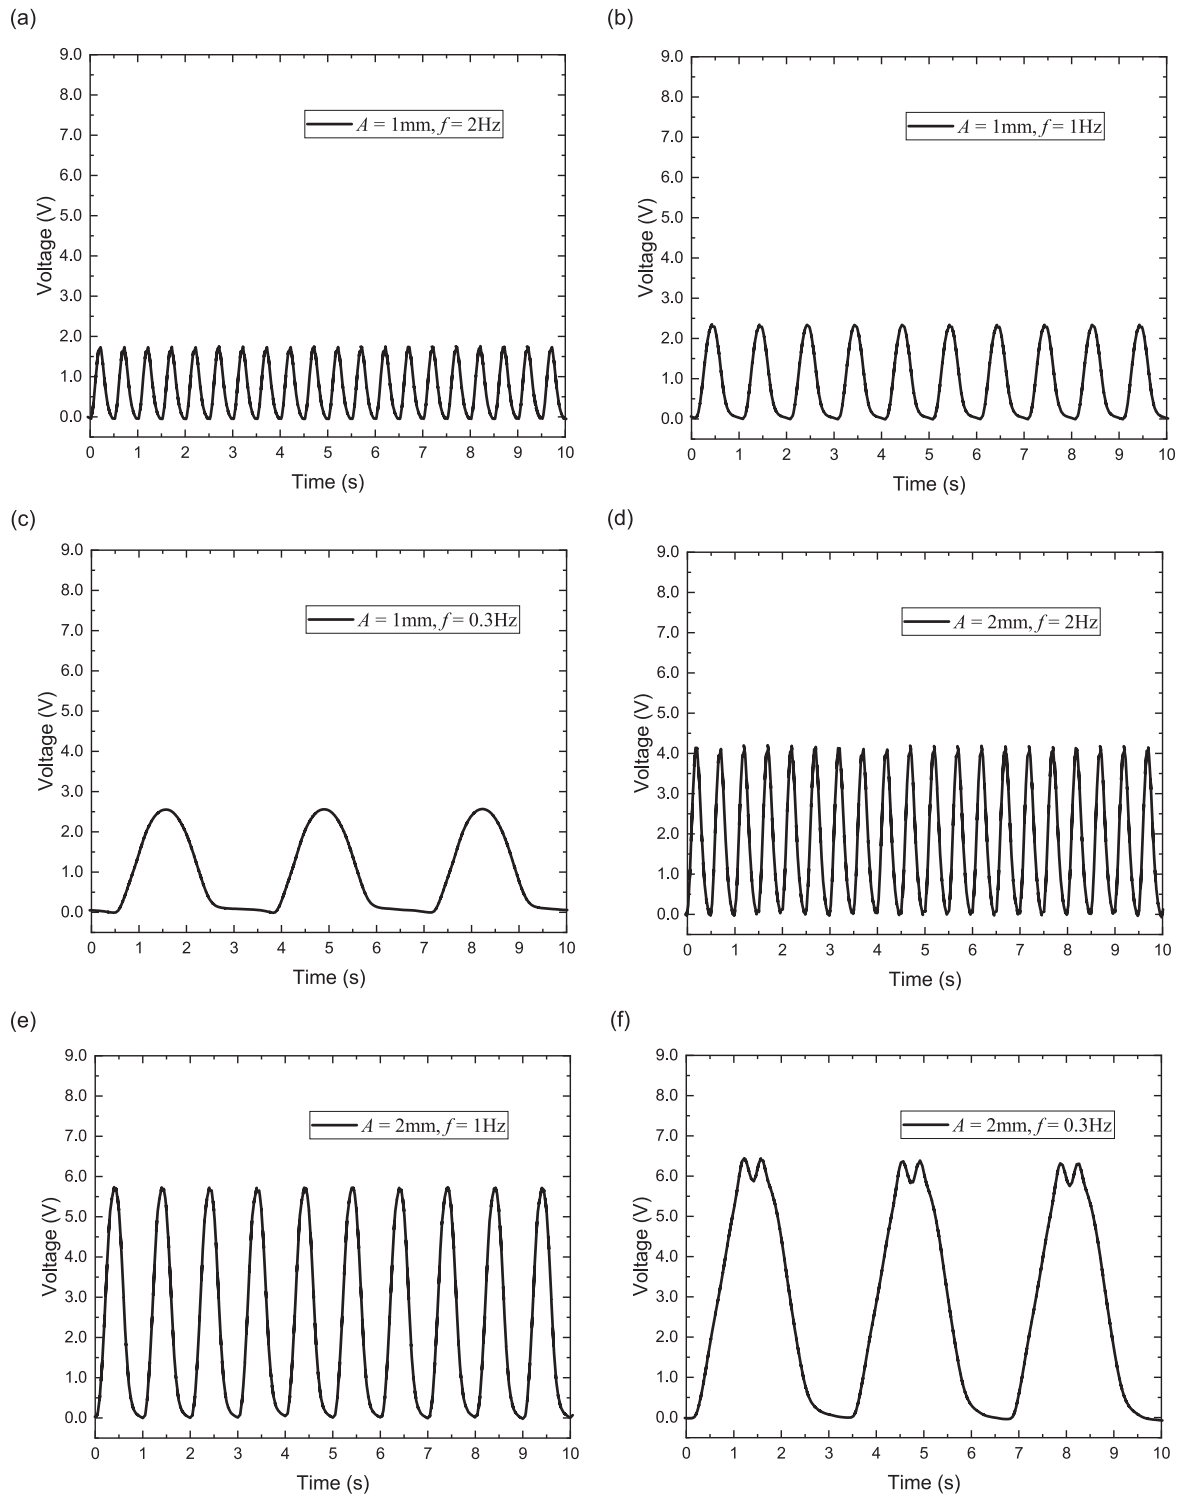 (a)
9.0
8.0
7.0
6.0
5.0
4.0
3.0
2.0
1.0
0.0
Voltage (V)
A = 1mm, f = 2Hz
0 1 2 3 4 5 6 7 8 9 10
Time (s)
(b)
9.0
8.0
7.0
6.0
5.0
4.0
3.0
2.0
1.0
0.0
Voltage (V)
A = 1mm, f = 1Hz
0 1 2 3 4 5 6 7 8 9 10
Time (s)
(c)
9.0
8.0
7.0
6.0
5.0
4.0
3.0
2.0
1.0
0.0
Voltage (V)
A = 1mm, f = 0.3Hz
0 1 2 3 4 5 6 7 8 9 10
Time (s)
(d)
9.0
8.0
7.0
6.0
5.0
4.0
3.0
2.0
1.0
0.0
Voltage (V)
A = 2mm, f = 2Hz
0 1 2 3 4 5 6 7 8 9 10
Time (s)
(e)
9.0
8.0
7.0
6.0
5.0
4.0
3.0
2.0
1.0
0.0
Voltage (V)
A = 2mm, f = 1Hz
0 1 2 3 4 5 6 7 8 9 10
Time (s)
(f)
9.0
8.0
7.0
6.0
5.0
4.0
3.0
2.0
1.0
0.0
Voltage (V)
A = 2mm, f = 0.3Hz
0 1 2 3 4 5 6 7 8 9 10
Time (s)